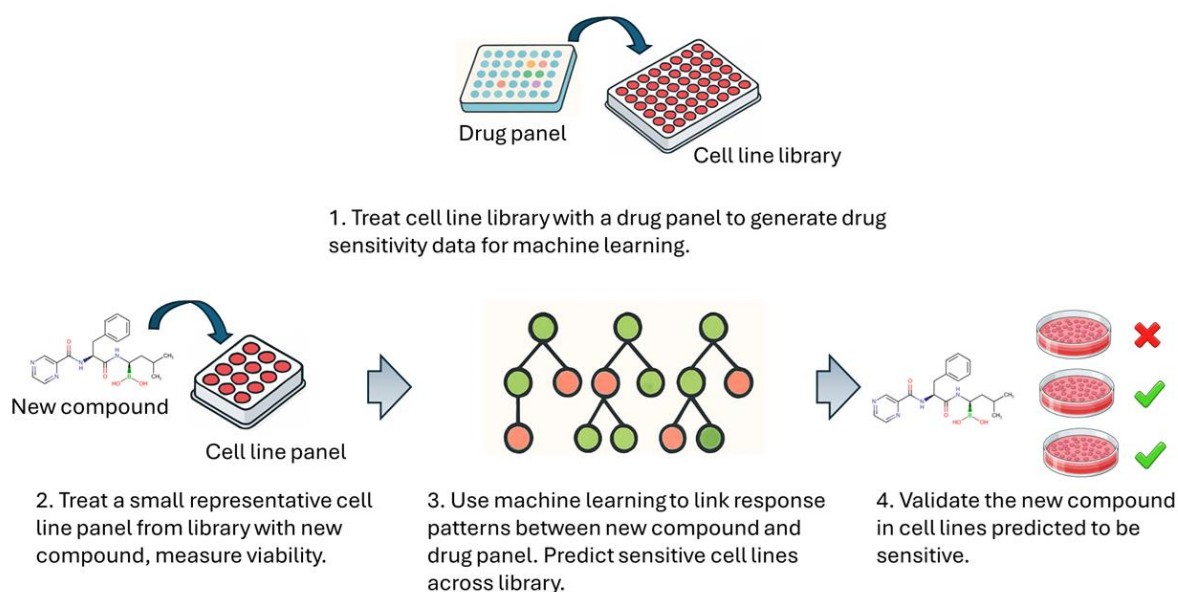 Drug panel
Cell line library
1. Treat cell line library with a drug panel to generate drug
sensitivity data for machine learning.
New compound
Cell line panel
2. Treat a small representative cell
line panel from library with new
compound, measure viability.
3. Use machine learning to link response
patterns between new compound and
drug panel. Predict sensitive cell lines
across library.
4. Validate the new compound
in cell lines predicted to be
sensitive.